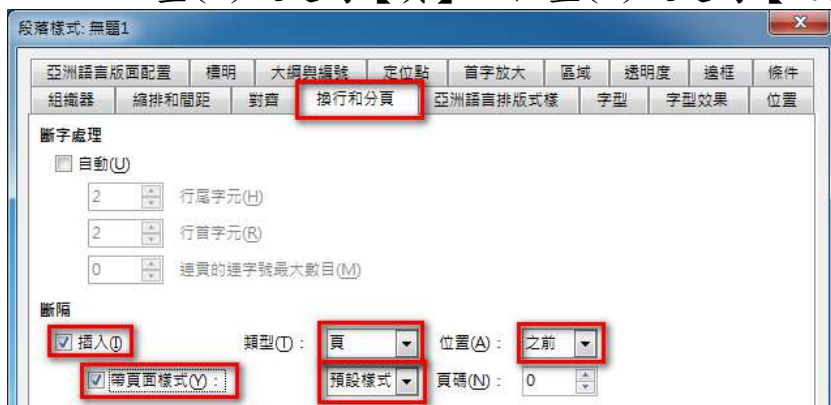 段落樣式: 無題1
亞洲語言版面配置 標明 大綱與編號 定位點 首字放大 區域 透明度 邊框 條件
組織器 縮排和間距 對齊 換行和分頁 亞洲語言排版式樣 字型 字型效果 位置
斷字處理
自動(U)
2 行尾字元(H)
2 行首字元(R)
0 連貫的連字號最大數目(M)
斷隔
插入(I) 類型(T)： 頁 位置(A)： 之前
帶頁面樣式(Y)： 預設樣式 頁碼(N)： 0